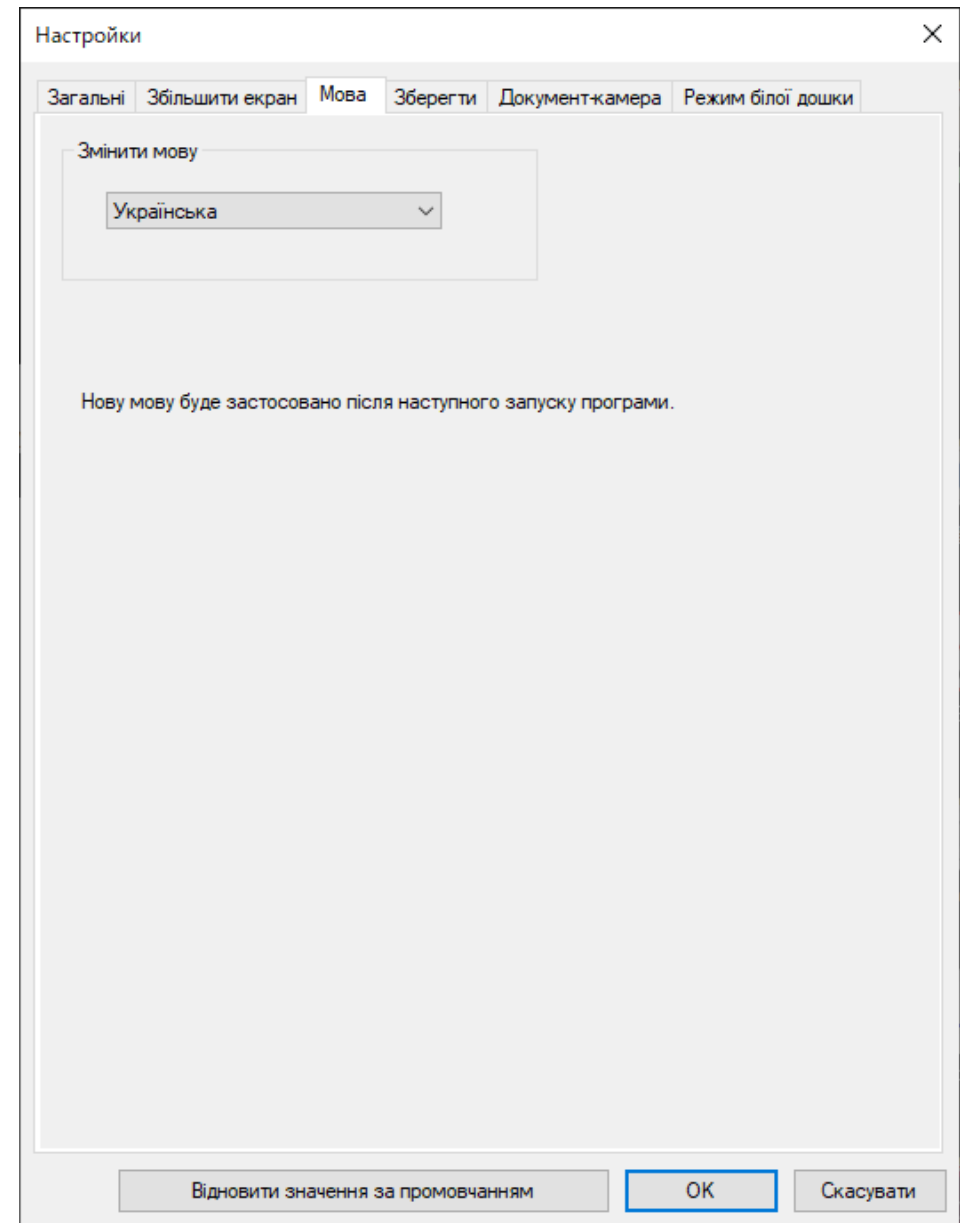 Настройки
Загальні Збільшити екран Мова Зберегти Документ-камера Режим білої дошки
Змінити мову
Українська
Нову мову буде застосовано після наступного запуску програми.
Відновити значення за промовчанням OK Скасувати